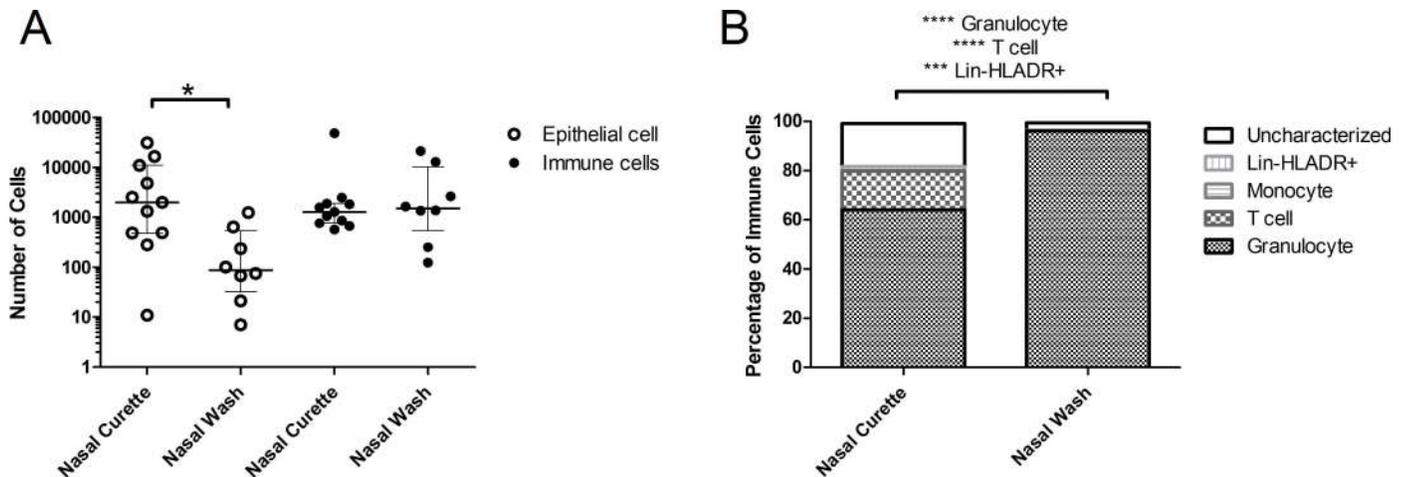 A
*
Number of Cells
100000
10000
1000
100
10
1
Nasal Curette
Nasal Wash
Nasal Curette
Nasal Wash
Epithelial cell
Immune cells
B
**** Granulocyte
**** T cell
*** Lin-HLADR+
Percentage of Immune Cells
100
80
60
40
20
0
Nasal Curette
Nasal Wash
Uncharacterized
Lin-HLADR+
Monocyte
T cell
Granulocyte